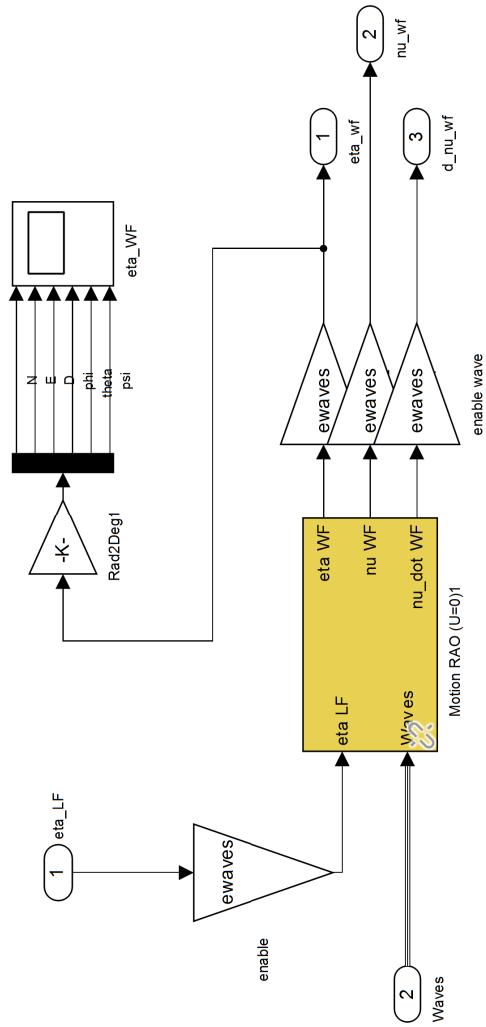 1
eta_LF
ewaves
enable
2
Waves
eta LF
Waves
eta WF
nu WF
nu_dot WF
Motion RAO (U=0)1
ewaves
ewaves
ewaves
enable wave
1
eta_wf
2
nu_wf
3
d_nu_wf
-K-
Rad2Deg1
N
E
D
phi
theta
psi
eta_WF